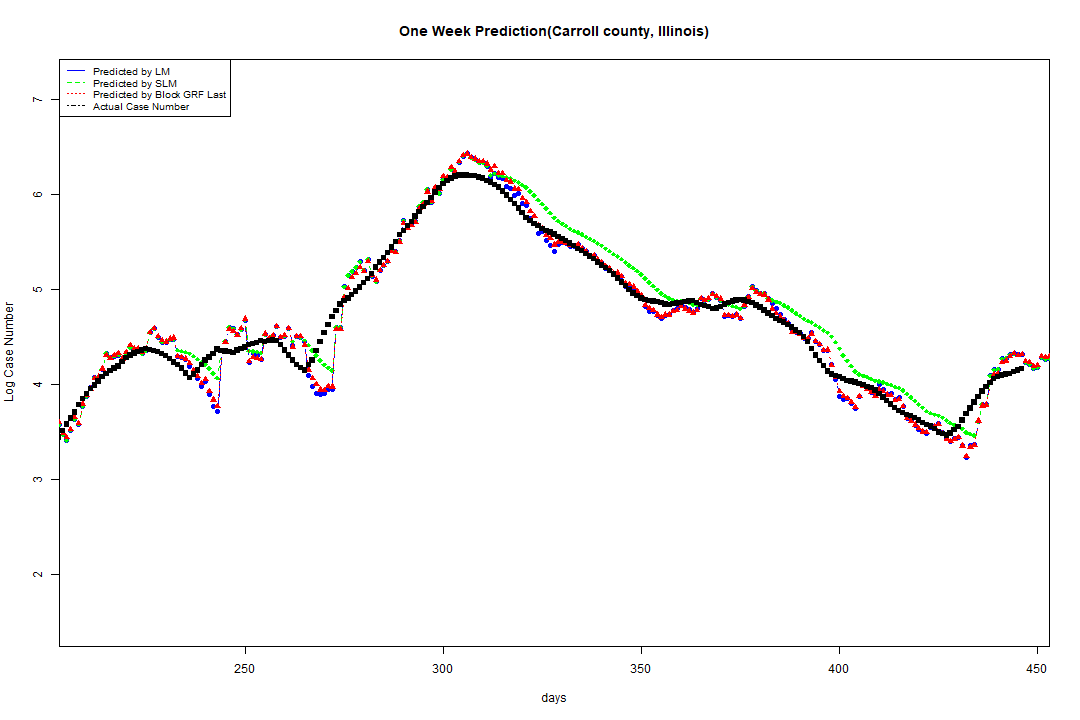 One Week Prediction(Carroll county, Illinois)
Predicted by LM
Predicted by SLM
Predicted by Block GRF Last
Actual Case Number
7
6
5
4
3
2
Log Case Number
250 300 350 400 450
days